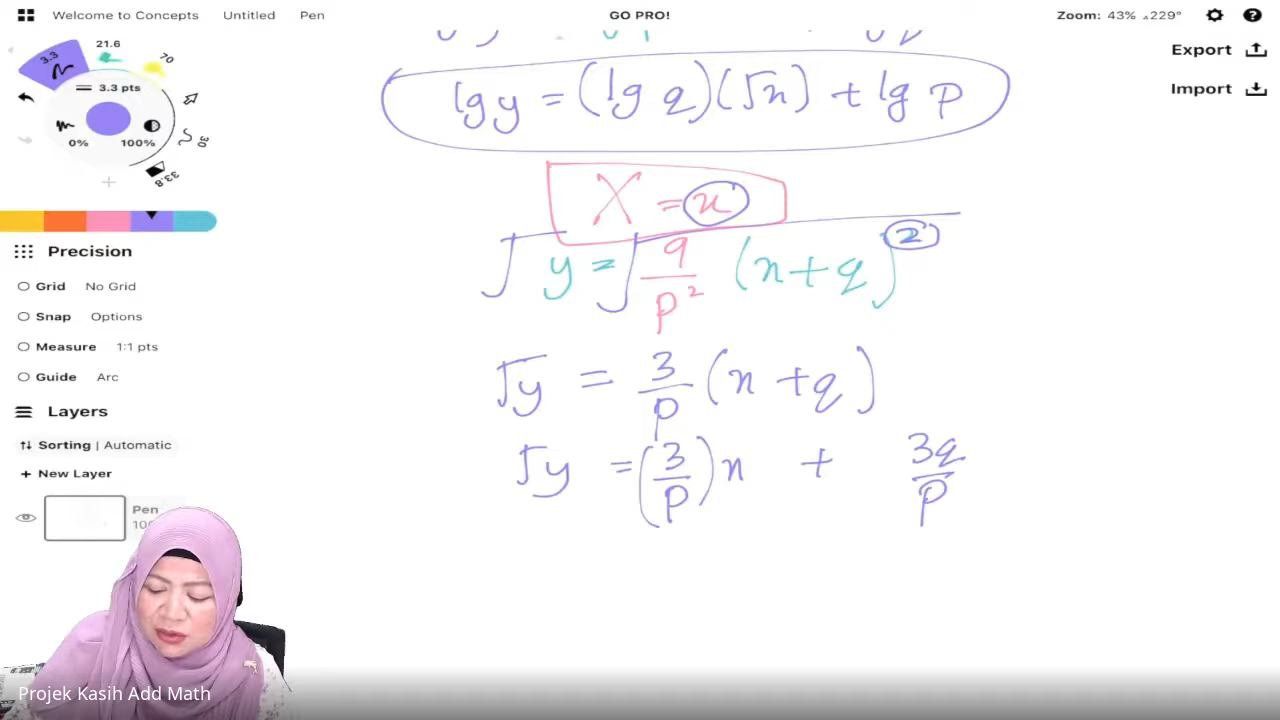 Welcome to Concepts Untitled Pen GO PRO! Zoom: 43% 229°
Export
Import
21.6
70
3.3
3.3 pts
0% 100%
30
33.8
Precision
Grid No Grid
Snap Options
Measure 1:1 pts
Guide Arc
Layers
Sorting | Automatic
+ New Layer
Pen
lg y = (lg q)(√x) + lg p
X = x
√y = √(9/p² (x+q)²)
√y = 3/p (x+q)
√y = (3/p)x + 3q/p
Projek Kasih Add Math